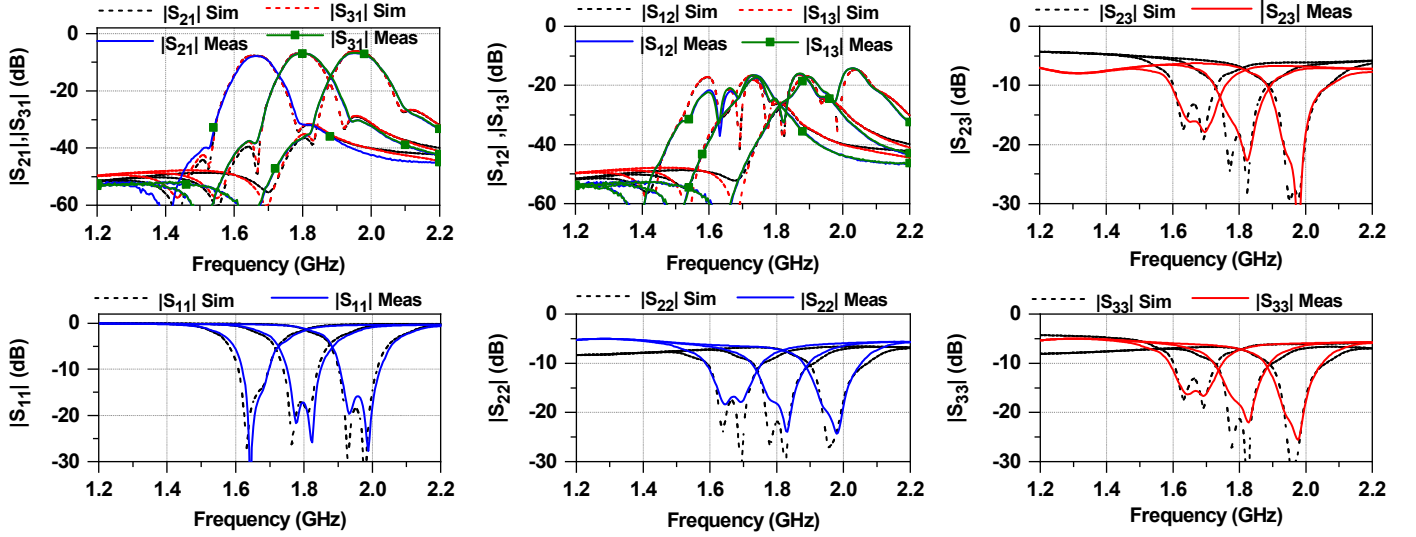 |S21| Sim |S31| Sim
|S21| Meas |S31| Meas
|S21|,|S31| (dB)
0
-20
-40
-60
1.2 1.4 1.6 1.8 2.0 2.2
Frequency (GHz)
|S12| Sim |S13| Sim
|S12| Meas |S13| Meas
|S12| ,|S13| (dB)
0
-20
-40
-60
1.2 1.4 1.6 1.8 2.0 2.2
Frequency (GHz)
|S23| Sim |S23| Meas
|S23| (dB)
0
-10
-20
-30
1.2 1.4 1.6 1.8 2.0 2.2
Frequency (GHz)
|S11| Sim |S11| Meas
|S11| (dB)
0
-10
-20
-30
1.2 1.4 1.6 1.8 2.0 2.2
Frequency (GHz)
|S22| Sim |S22| Meas
|S22| (dB)
0
-10
-20
-30
1.2 1.4 1.6 1.8 2.0 2.2
Frequency (GHz)
|S33| Sim |S33| Meas
|S33| (dB)
0
-10
-20
-30
1.2 1.4 1.6 1.8 2.0 2.2
Frequency (GHz)